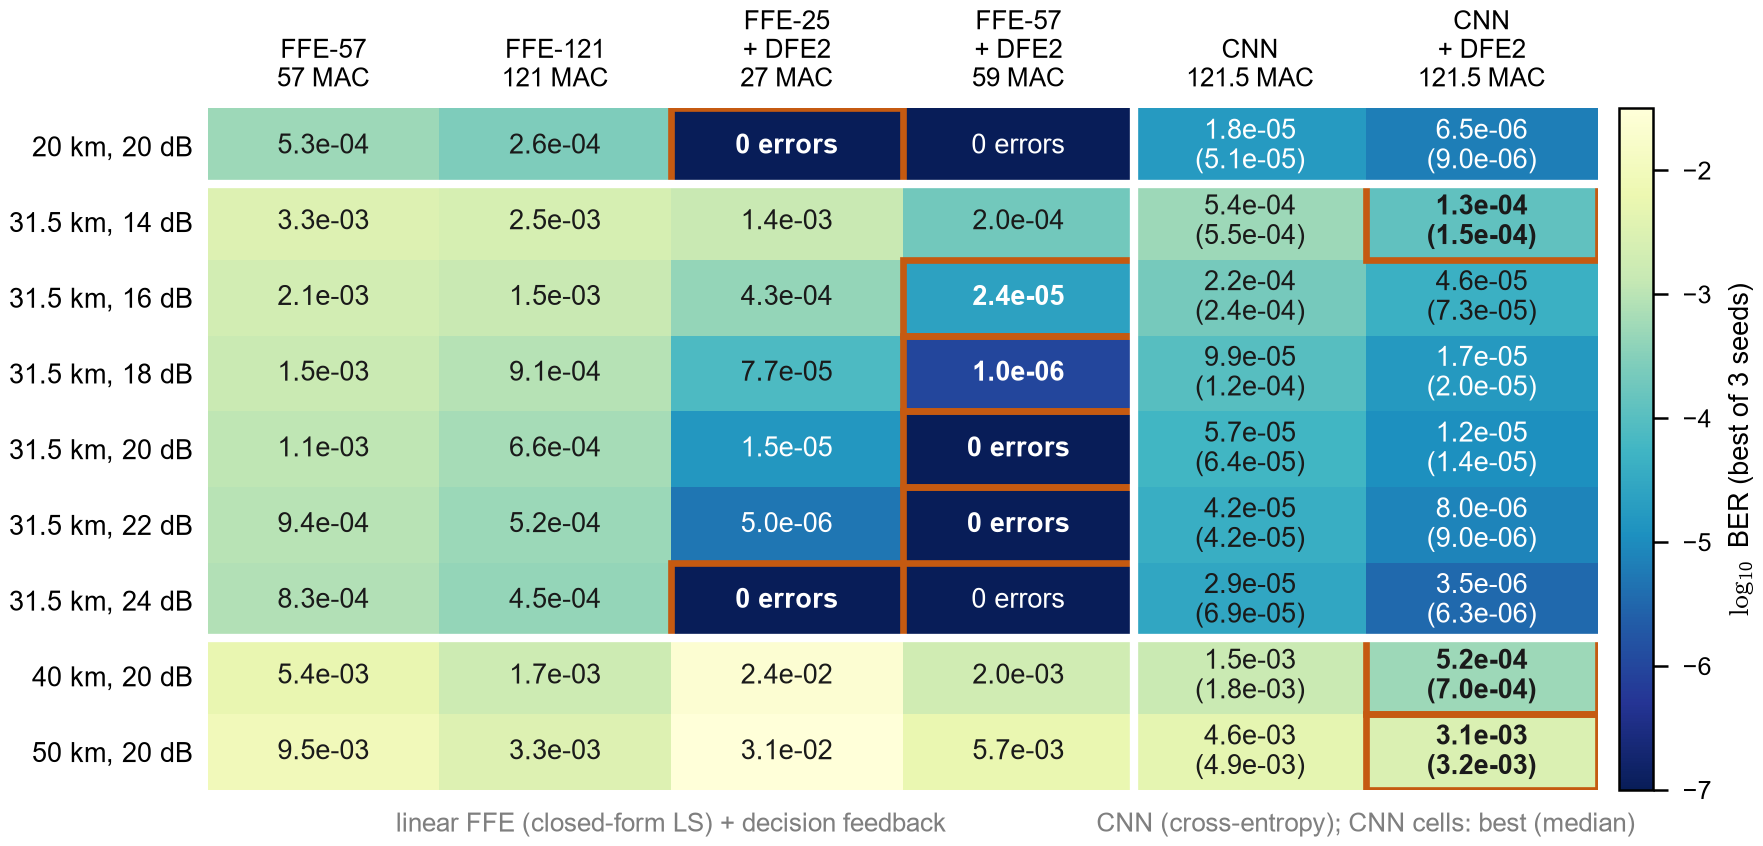 FFE-57
57 MAC
FFE-121
121 MAC
FFE-25
+ DFE2
27 MAC
FFE-57
+ DFE2
59 MAC
CNN
121.5 MAC
CNN
+ DFE2
121.5 MAC
20 km, 20 dB
5.3e-04
2.6e-04
0 errors
0 errors
1.8e-05
(5.1e-05)
6.5e-06
(9.0e-06)
31.5 km, 14 dB
3.3e-03
2.5e-03
1.4e-03
2.0e-04
5.4e-04
(5.5e-04)
1.3e-04
(1.5e-04)
31.5 km, 16 dB
2.1e-03
1.5e-03
4.3e-04
2.4e-05
2.2e-04
(2.4e-04)
4.6e-05
(7.3e-05)
31.5 km, 18 dB
1.5e-03
9.1e-04
7.7e-05
1.0e-06
9.9e-05
(1.2e-04)
1.7e-05
(2.0e-05)
31.5 km, 20 dB
1.1e-03
6.6e-04
1.5e-05
0 errors
5.7e-05
(6.4e-05)
1.2e-05
(1.4e-05)
31.5 km, 22 dB
9.4e-04
5.2e-04
5.0e-06
0 errors
4.2e-05
(4.2e-05)
8.0e-06
(9.0e-06)
31.5 km, 24 dB
8.3e-04
4.5e-04
0 errors
0 errors
2.9e-05
(6.9e-05)
3.5e-06
(6.3e-06)
40 km, 20 dB
5.4e-03
1.7e-03
2.4e-02
2.0e-03
1.5e-03
(1.8e-03)
5.2e-04
(7.0e-04)
50 km, 20 dB
9.5e-03
3.3e-03
3.1e-02
5.7e-03
4.6e-03
(4.9e-03)
3.1e-03
(3.2e-03)
linear FFE (closed-form LS) + decision feedback
CNN (cross-entropy); CNN cells: best (median)
−2
−3
−4
−5
−6
−7
log₁₀ BER (best of 3 seeds)